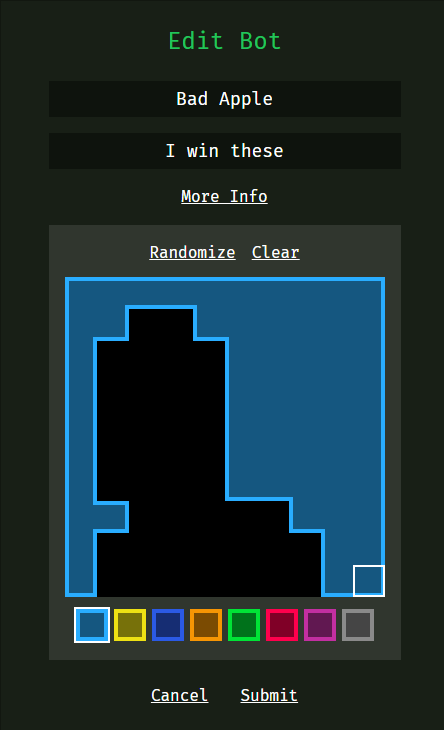 Edit Bot
Bad Apple
I win these
More Info
Randomize Clear
Cancel Submit